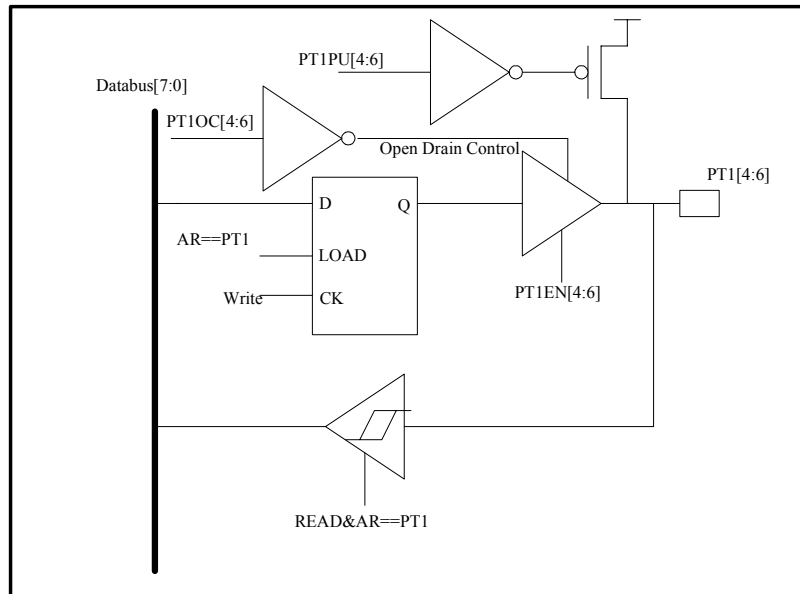 PT1PU[4:6]
Databus[7:0]
PT1OC[4:6]
Open Drain Control
PT1[4:6]
D
Q
AR==PT1
LOAD
PT1EN[4:6]
Write
CK
READ&AR==PT1